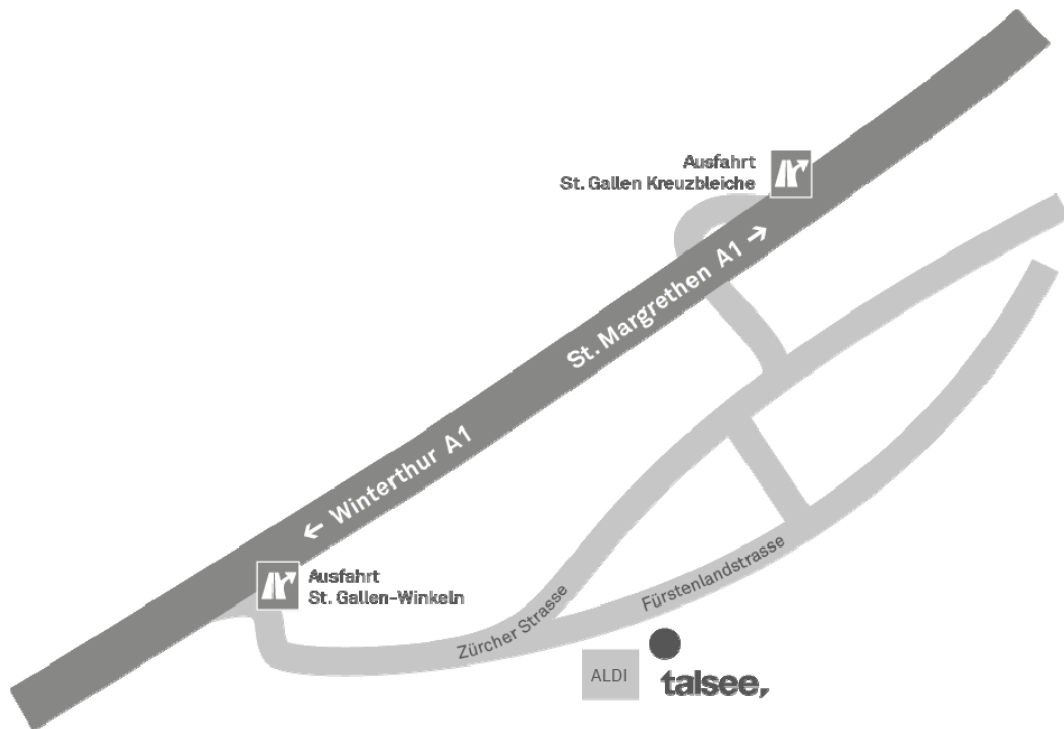 Ausfahrt
St. Gallen Kreuzbleiche
St. Margrethen A1 →
← Winterthur A1
Ausfahrt
St. Gallen-Winkeln
Zürcher Strasse
Fürstenlandstrasse
ALDI
talsee,